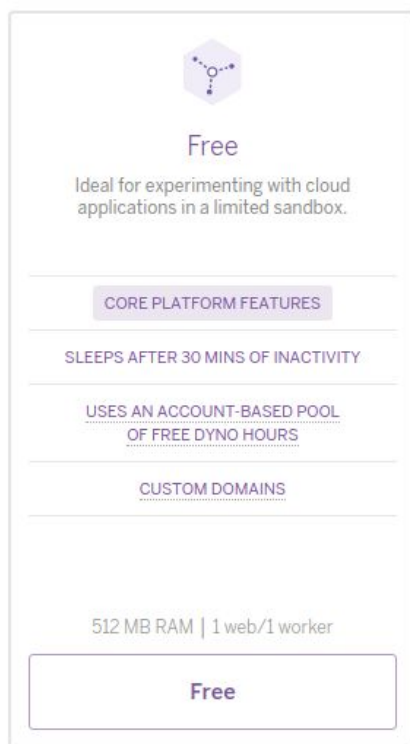 Free
Ideal for experimenting with cloud
applications in a limited sandbox.
CORE PLATFORM FEATURES
SLEEPS AFTER 30 MINS OF INACTIVITY
USES AN ACCOUNT-BASED POOL
OF FREE DYNO HOURS
CUSTOM DOMAINS
512 MB RAM | 1 web/1 worker
Free